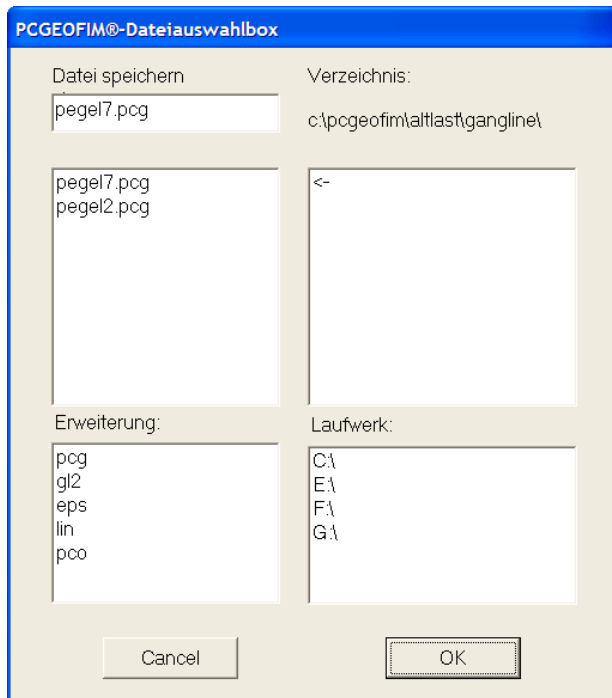 PCGEOFIM®-Dateiauswahlbox
Datei speichern
Verzeichnis:
pegel7.pcg
c:\pcgeofim\altlast\gangline\
pegel7.pcg
pegel2.pcg
<-
Erweiterung:
Laufwerk:
pcg
gl2
eps
lin
pco
C:\
E:\
F:\
G:\
Cancel
OK